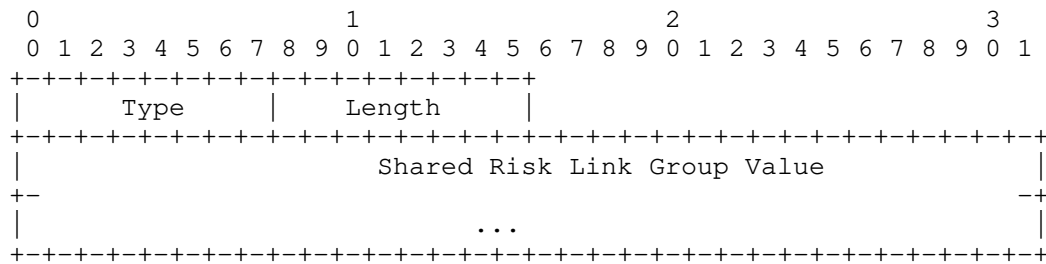 0                   1                   2                   3
 0 1 2 3 4 5 6 7 8 9 0 1 2 3 4 5 6 7 8 9 0 1 2 3 4 5 6 7 8 9 0 1
+-+-+-+-+-+-+-+-+-+-+-+-+-+-+-+-+
|      Type     |    Length     |
+-+-+-+-+-+-+-+-+-+-+-+-+-+-+-+-+-+-+-+-+-+-+-+-+-+-+-+-+-+-+-+-+
|                      Shared Risk Link Group Value             |
+-                                                             -+
|                            ...                                |
+-+-+-+-+-+-+-+-+-+-+-+-+-+-+-+-+-+-+-+-+-+-+-+-+-+-+-+-+-+-+-+-+